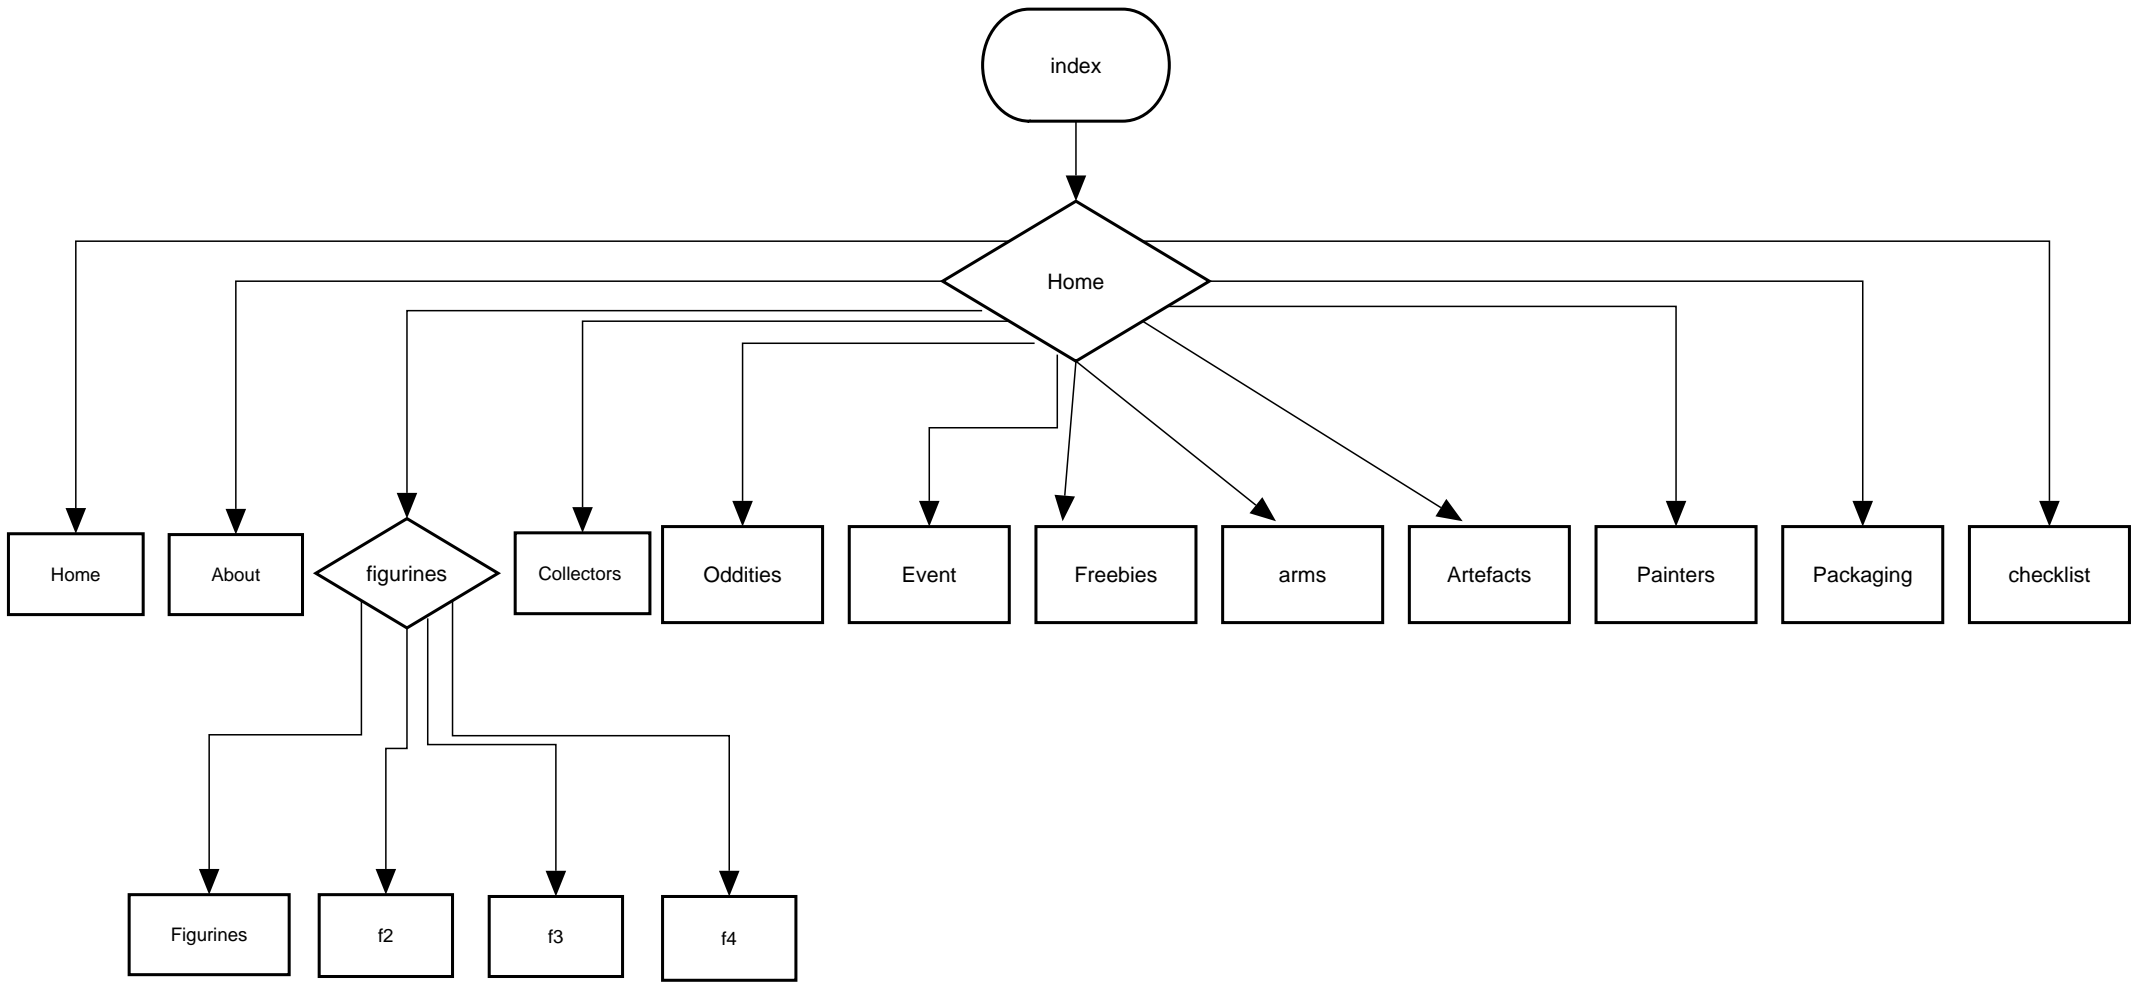 index
Home
Home
About
figurines
Collectors
Oddities
Event
Freebies
arms
Artefacts
Painters
Packaging
checklist
Figurines
f2
f3
f4